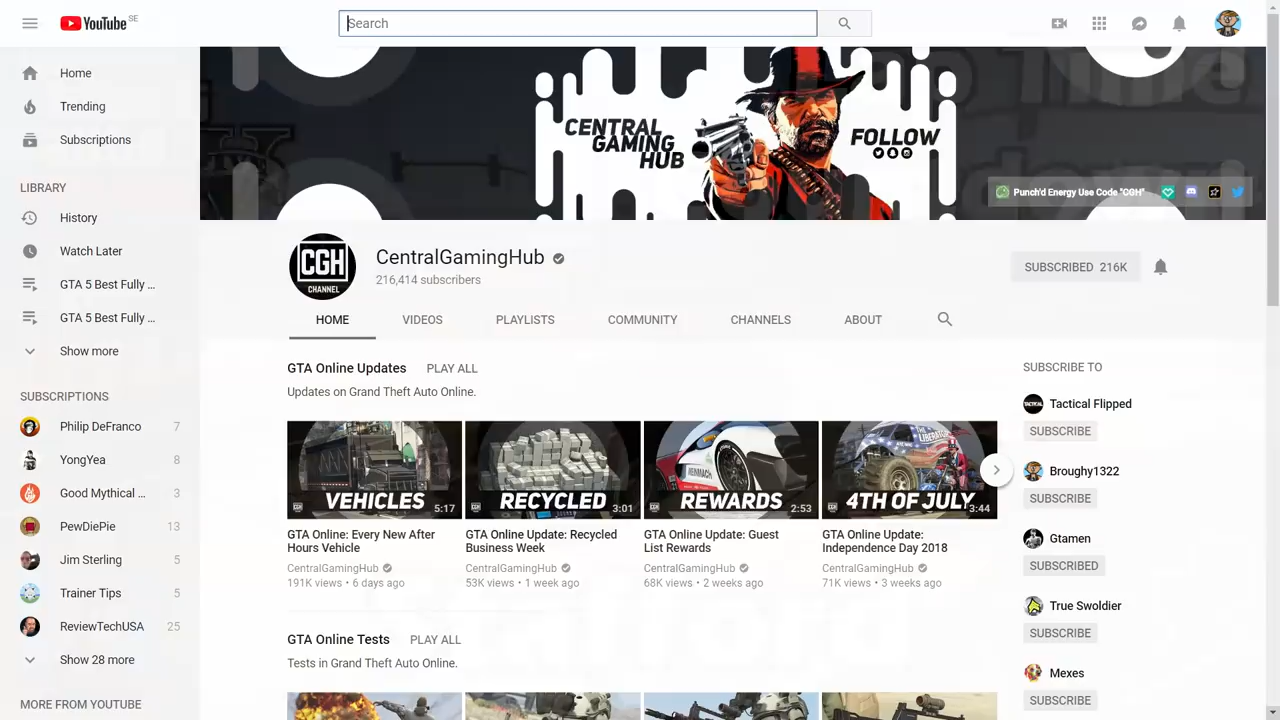 YouTube SE
Search
Home
Trending
Subscriptions
LIBRARY
History
Watch Later
GTA 5 Best Fully ...
GTA 5 Best Fully ...
Show more
SUBSCRIPTIONS
Philip DeFranco 7
YongYea 8
Good Mythical ... 3
PewDiePie 13
Jim Sterling 5
Trainer Tips 5
ReviewTechUSA 25
Show 28 more
MORE FROM YOUTUBE
CENTRAL
GAMING
HUB
FOLLOW
Punch'd Energy Use Code "CGH"
CGH
CHANNEL
CentralGamingHub
216,414 subscribers
SUBSCRIBED 216K
HOME VIDEOS PLAYLISTS COMMUNITY CHANNELS ABOUT
GTA Online Updates PLAY ALL
Updates on Grand Theft Auto Online.
VEHICLES 5:17
GTA Online: Every New After
Hours Vehicle
CentralGamingHub
191K views • 6 days ago
RECYCLED 3:01
GTA Online Update: Recycled
Business Week
CentralGamingHub
53K views • 1 week ago
REWARDS 2:53
GTA Online Update: Guest
List Rewards
CentralGamingHub
68K views • 2 weeks ago
THE LIBERATOR
4TH OF JULY 3:44
GTA Online Update:
Independence Day 2018
CentralGamingHub
71K views • 3 weeks ago
GTA Online Tests PLAY ALL
Tests in Grand Theft Auto Online.
SUBSCRIBE TO
Tactical Flipped
SUBSCRIBE
Broughy1322
SUBSCRIBE
Gtamen
SUBSCRIBED
True Swoldier
SUBSCRIBE
Mexes
SUBSCRIBE